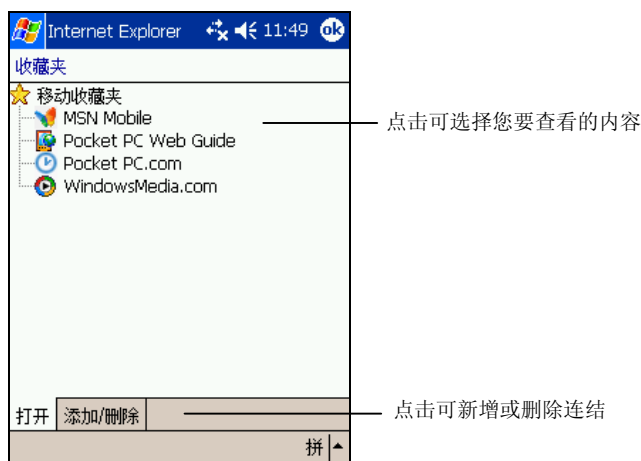 Internet Explorer 11:49 ok
收藏夹
移动收藏夹
MSN Mobile
Pocket PC Web Guide
Pocket PC.com
WindowsMedia.com
点击可选择您要查看的内容
打开 添加/删除
点击可新增或删除连结
拼